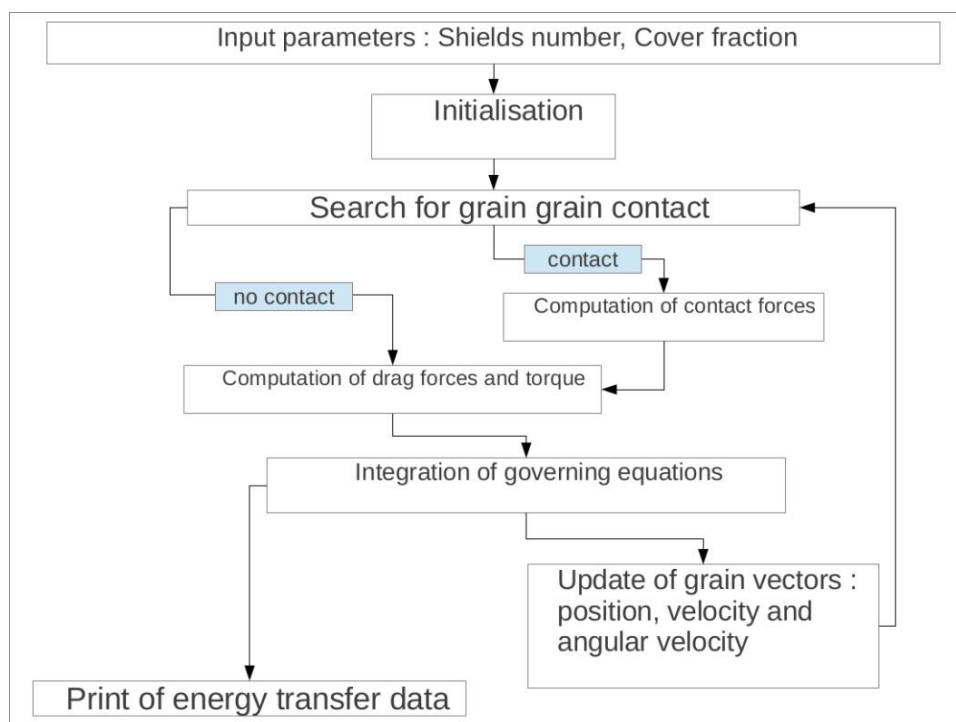 Input parameters : Shields number, Cover fraction
Initialisation
Search for grain grain contact
contact
no contact
Computation of contact forces
Computation of drag forces and torque
Integration of governing equations
Update of grain vectors :
position, velocity and
angular velocity
Print of energy transfer data